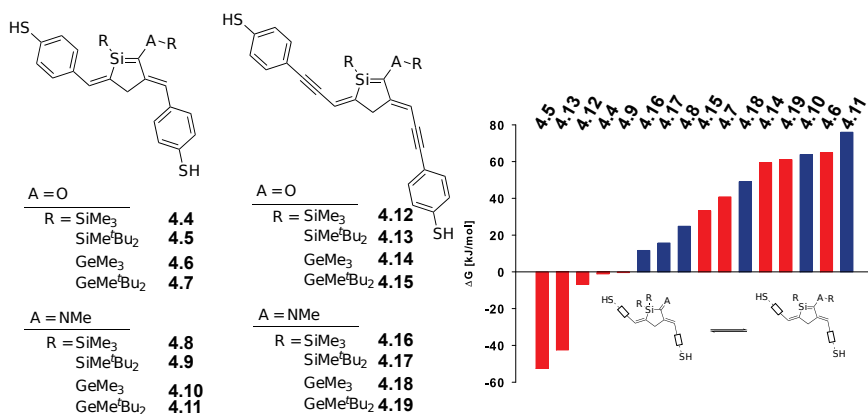 HS
R
A
R
Si
SH
A = O
R = SiMe3 4.4
SiMeᵗBu2 4.5
GeMe3 4.6
GeMeᵗBu2 4.7
A = NMe
R = SiMe3 4.8
SiMeᵗBu2 4.9
GeMe3 4.10
GeMeᵗBu2 4.11
HS
R
A
R
Si
SH
A = O
R = SiMe3 4.12
SiMeᵗBu2 4.13
GeMe3 4.14
GeMeᵗBu2 4.15
A = NMe
R = SiMe3 4.16
SiMeᵗBu2 4.17
GeMe3 4.18
GeMeᵗBu2 4.19
4.5 4.13 4.12 4.4 4.9 4.16 4.17 4.8 4.15 4.7 4.18 4.14 4.19 4.10 4.6 4.11
ΔG [kJ/mol]
80
60
40
20
0
-20
-40
-60
HS
R
R
Si
A
SH
HS
R
Si
A-R
SH